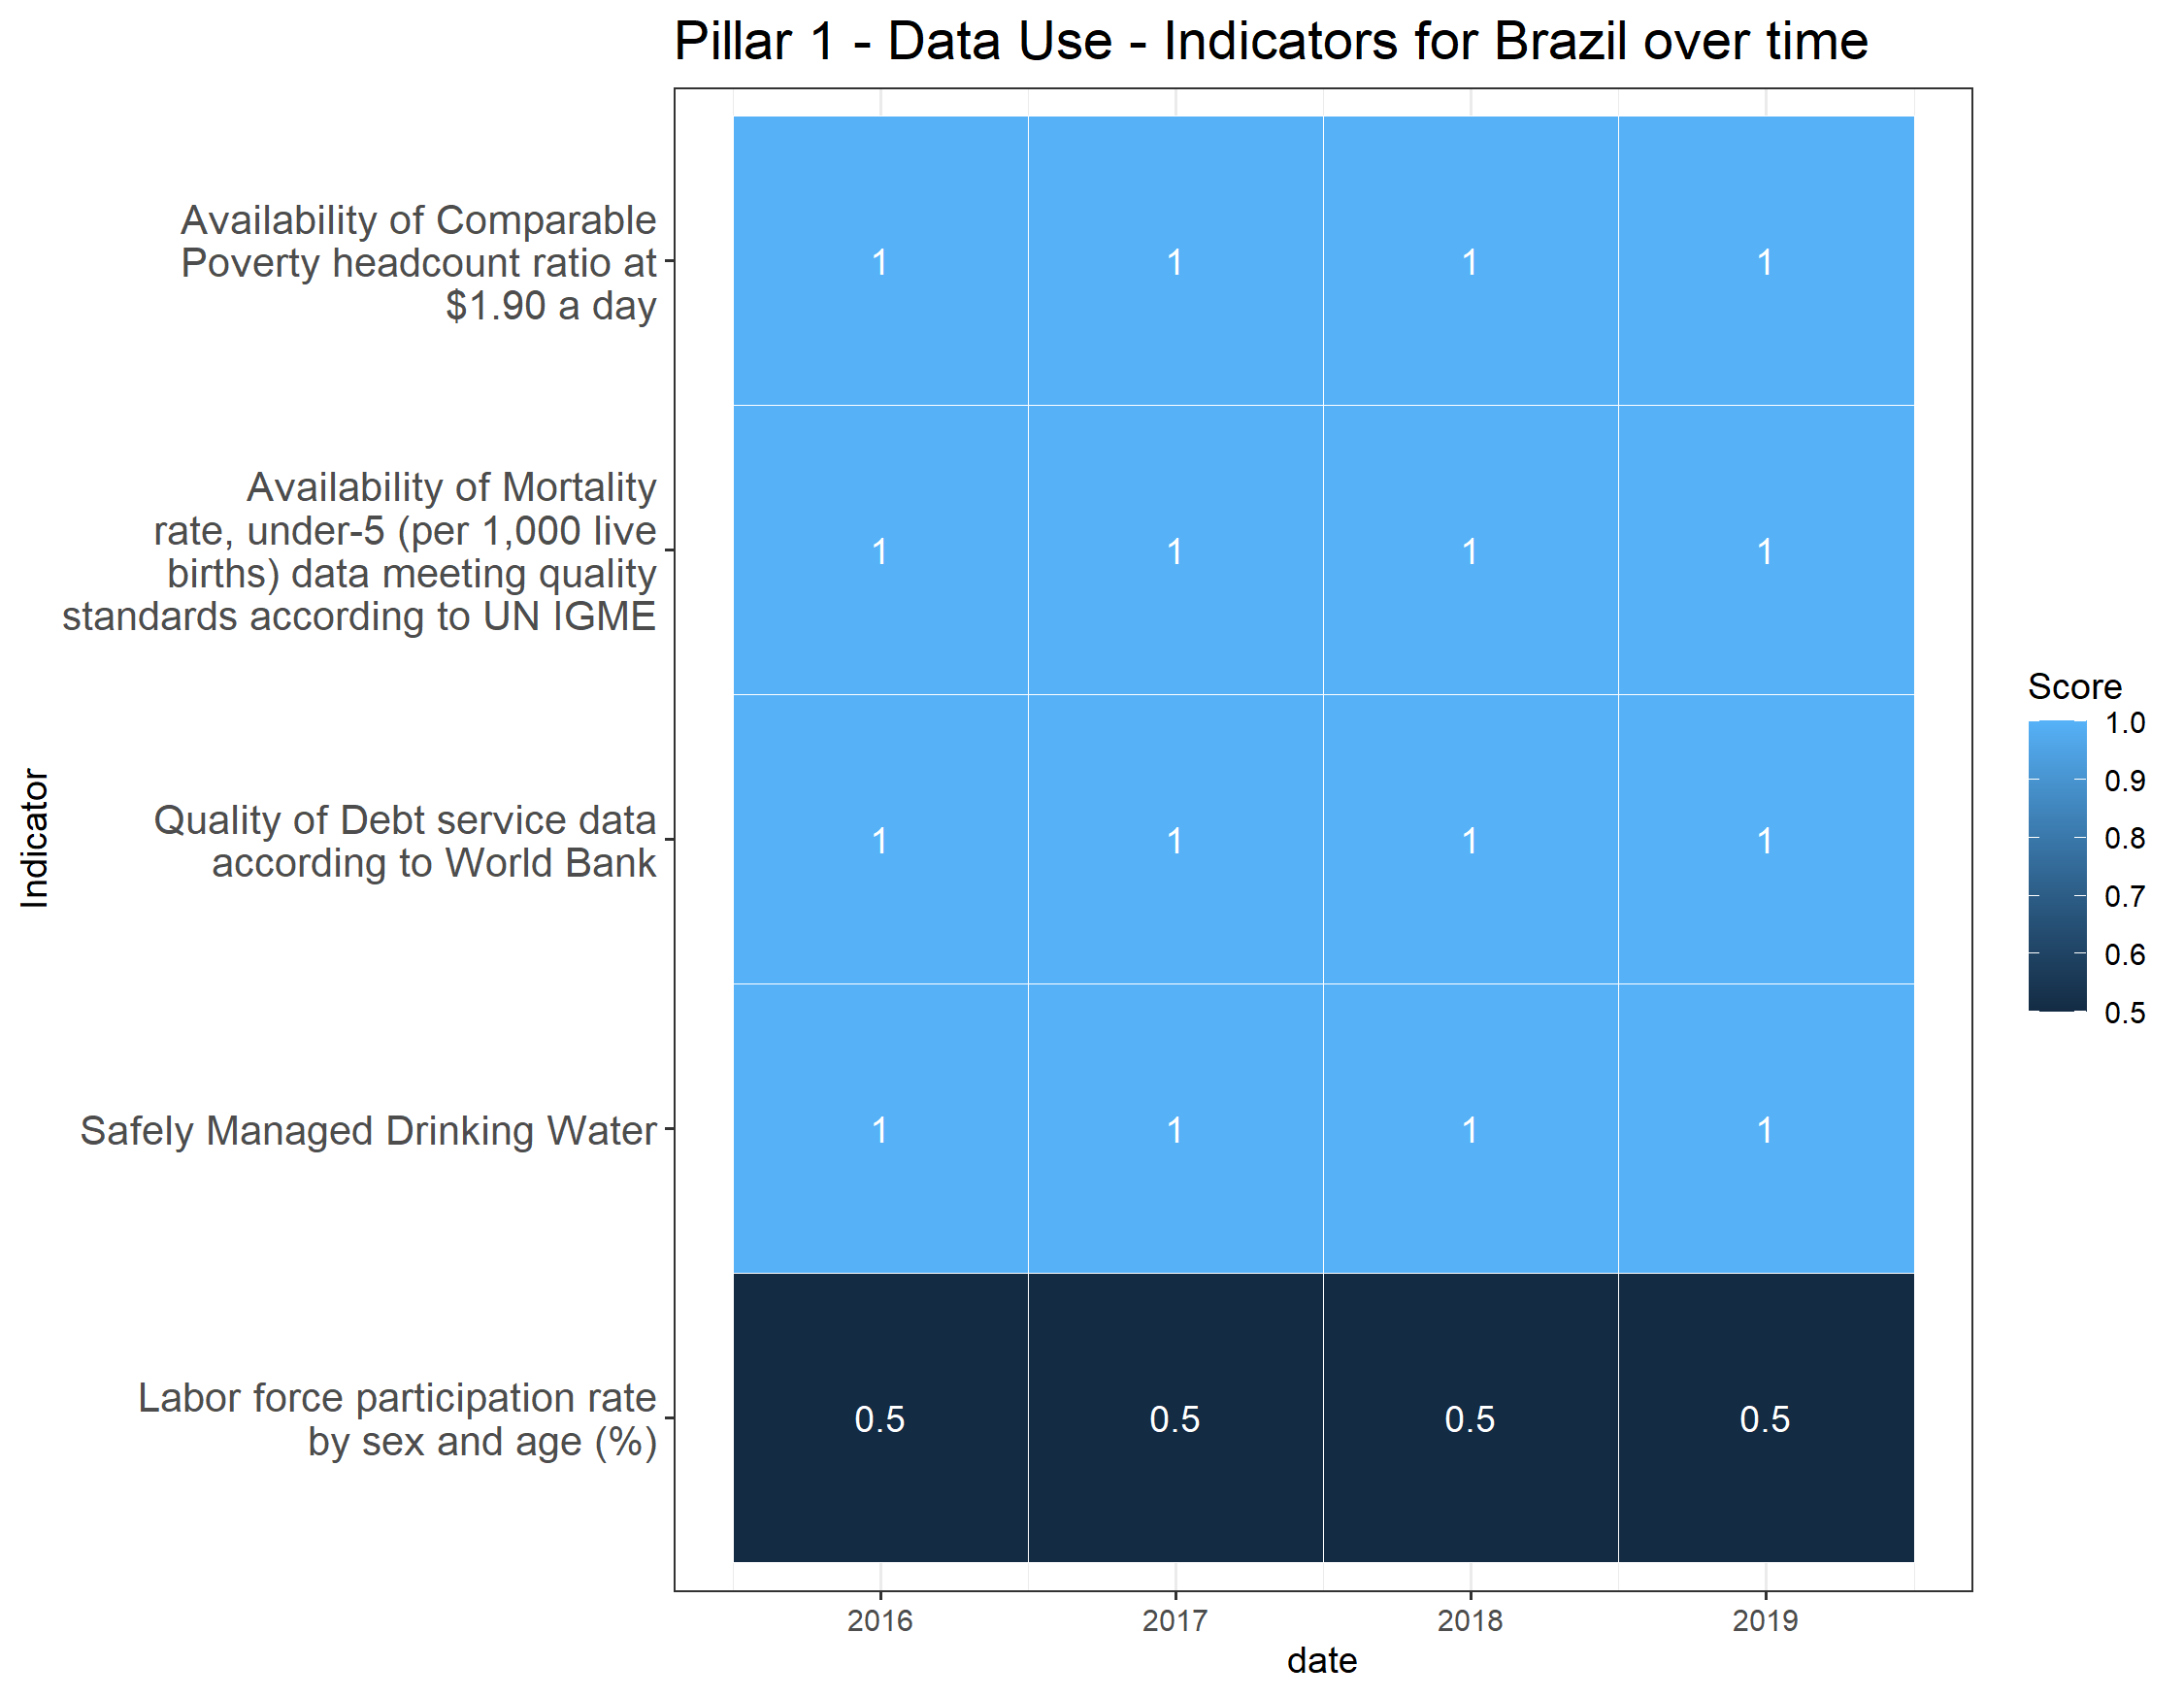 Pillar 1 - Data Use - Indicators for Brazil over time
Indicator
Availability of Comparable
Poverty headcount ratio at
$1.90 a day
1 1 1 1
Availability of Mortality
rate, under-5 (per 1,000 live
births) data meeting quality
standards according to UN IGME
1 1 1 1
Quality of Debt service data
according to World Bank
1 1 1 1
Safely Managed Drinking Water
1 1 1 1
Labor force participation rate
by sex and age (%)
0.5 0.5 0.5 0.5
2016 2017 2018 2019
date
Score
1.0
0.9
0.8
0.7
0.6
0.5